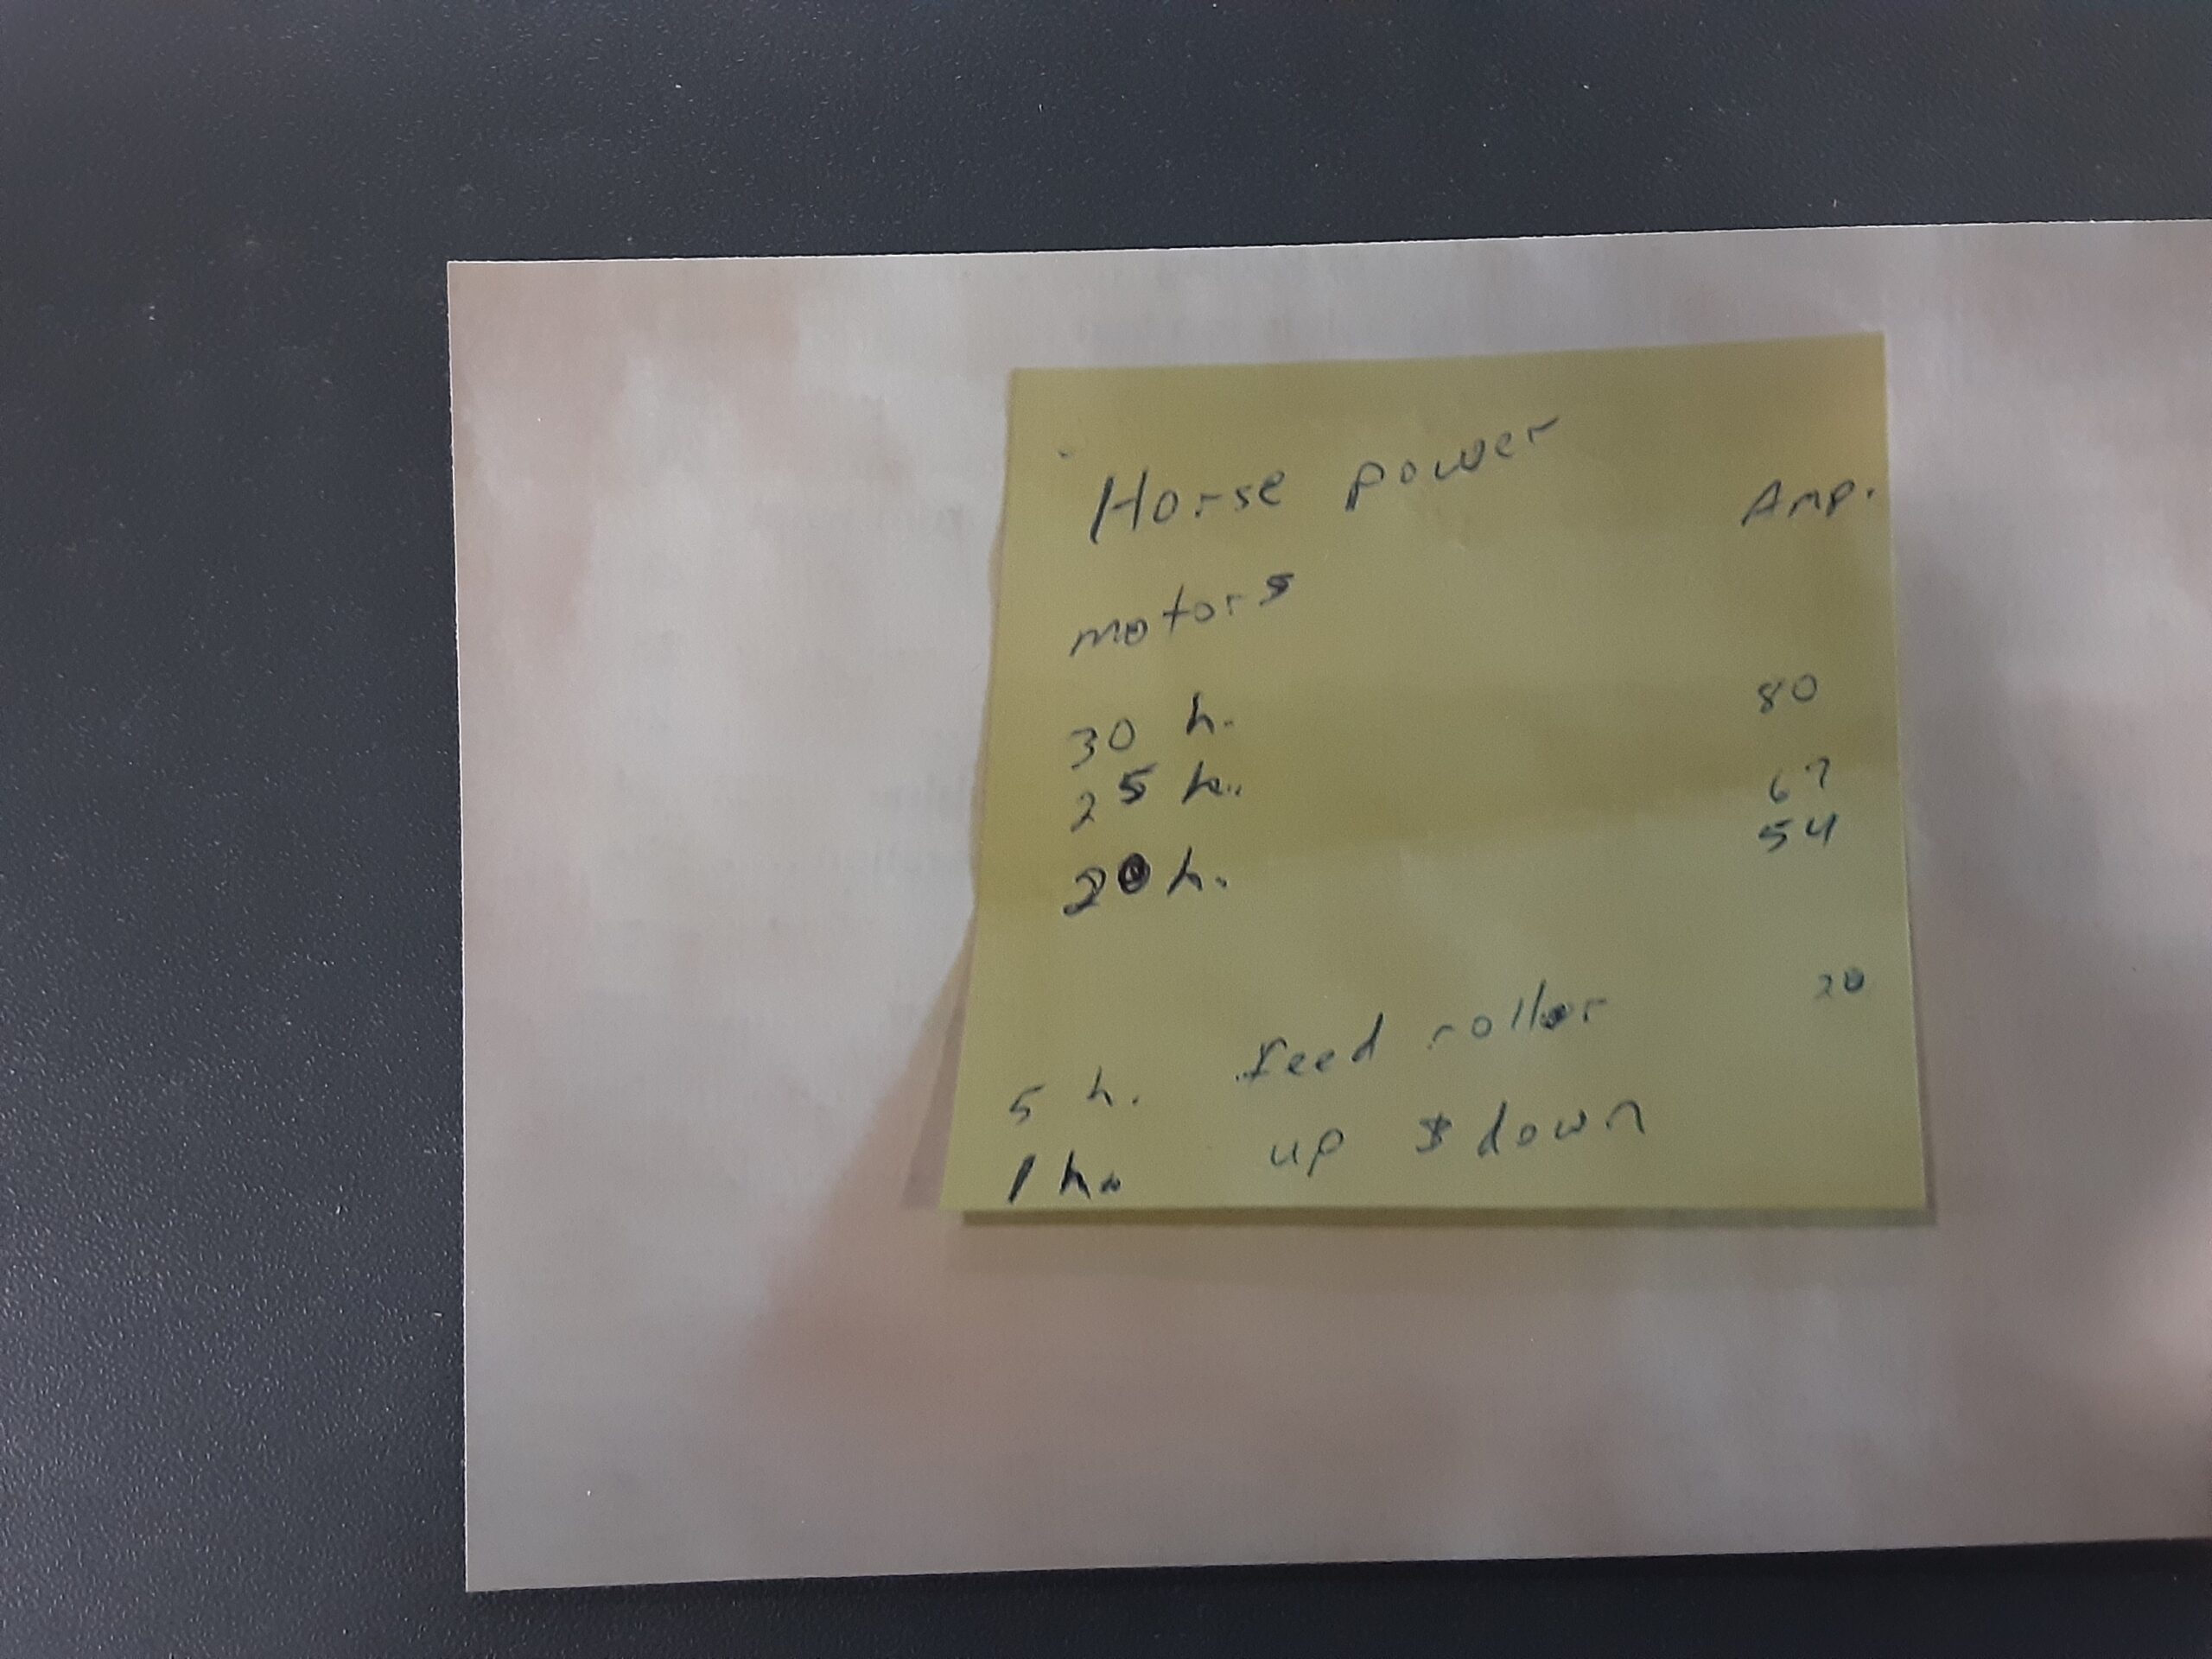 Horse power Amp.
motors
30 h. 80
25 h.. 67
20 h. 54
5 h. feed roller 20
1 h. up & down